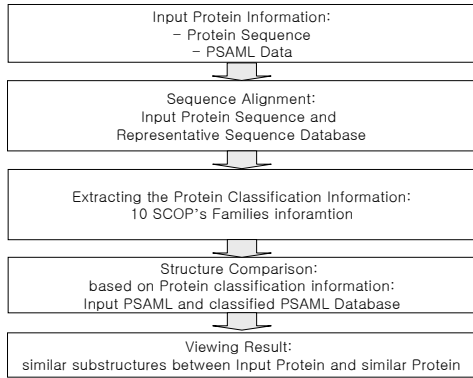 Input Protein Information:
- Protein Sequence
- PSAML Data
Sequence Alignment:
Input Protein Sequence and
Representative Sequence Database
Extracting the Protein Classification Information:
10 SCOP's Families inforamtion
Structure Comparison:
based on Protein classification information:
Input PSAML and classified PSAML Database
Viewing Result:
similar substructures between Input Protein and similar Protein